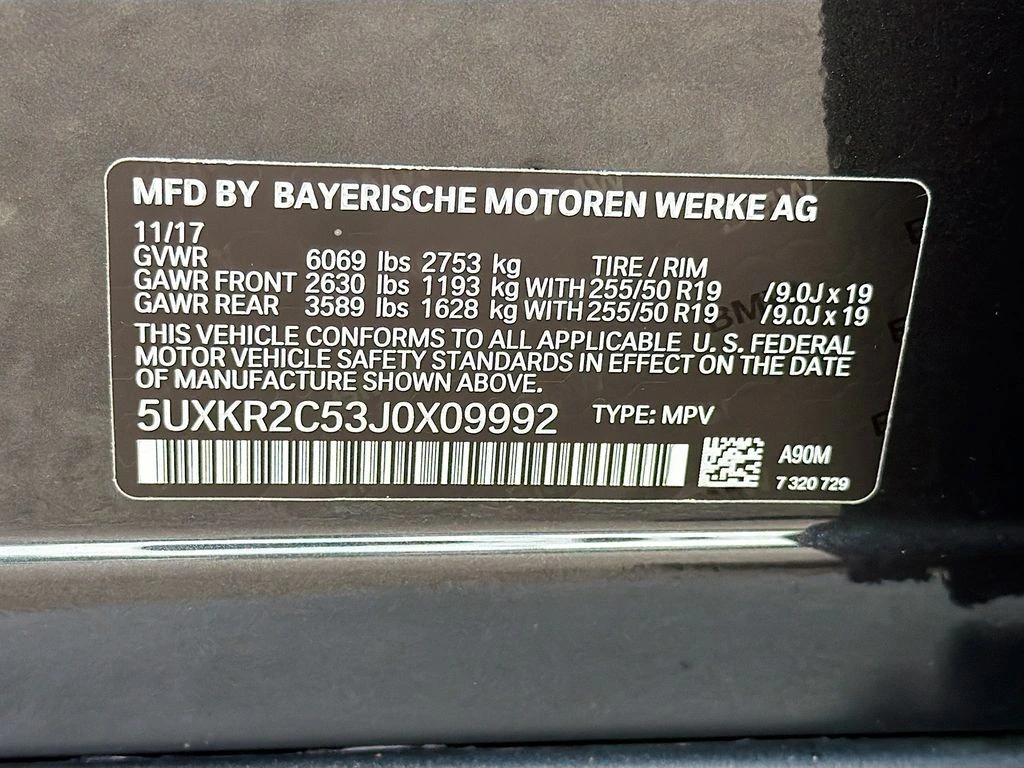 MFD BY BAYERISCHE MOTOREN WERKE AG
11/17
GVWR 6069 lbs 2753 kg TIRE / RIM
GAWR FRONT 2630 lbs 1193 kg WITH 255/50 R19 /9.0J x 19
GAWR REAR 3589 lbs 1628 kg WITH 255/50 R19 /9.0J x 19
THIS VEHICLE CONFORMS TO ALL APPLICABLE U. S. FEDERAL
MOTOR VEHICLE SAFETY STANDARDS IN EFFECT ON THE DATE
OF MANUFACTURE SHOWN ABOVE.
5UXKR2C53J0X09992 TYPE: MPV
A90M
7 320 729